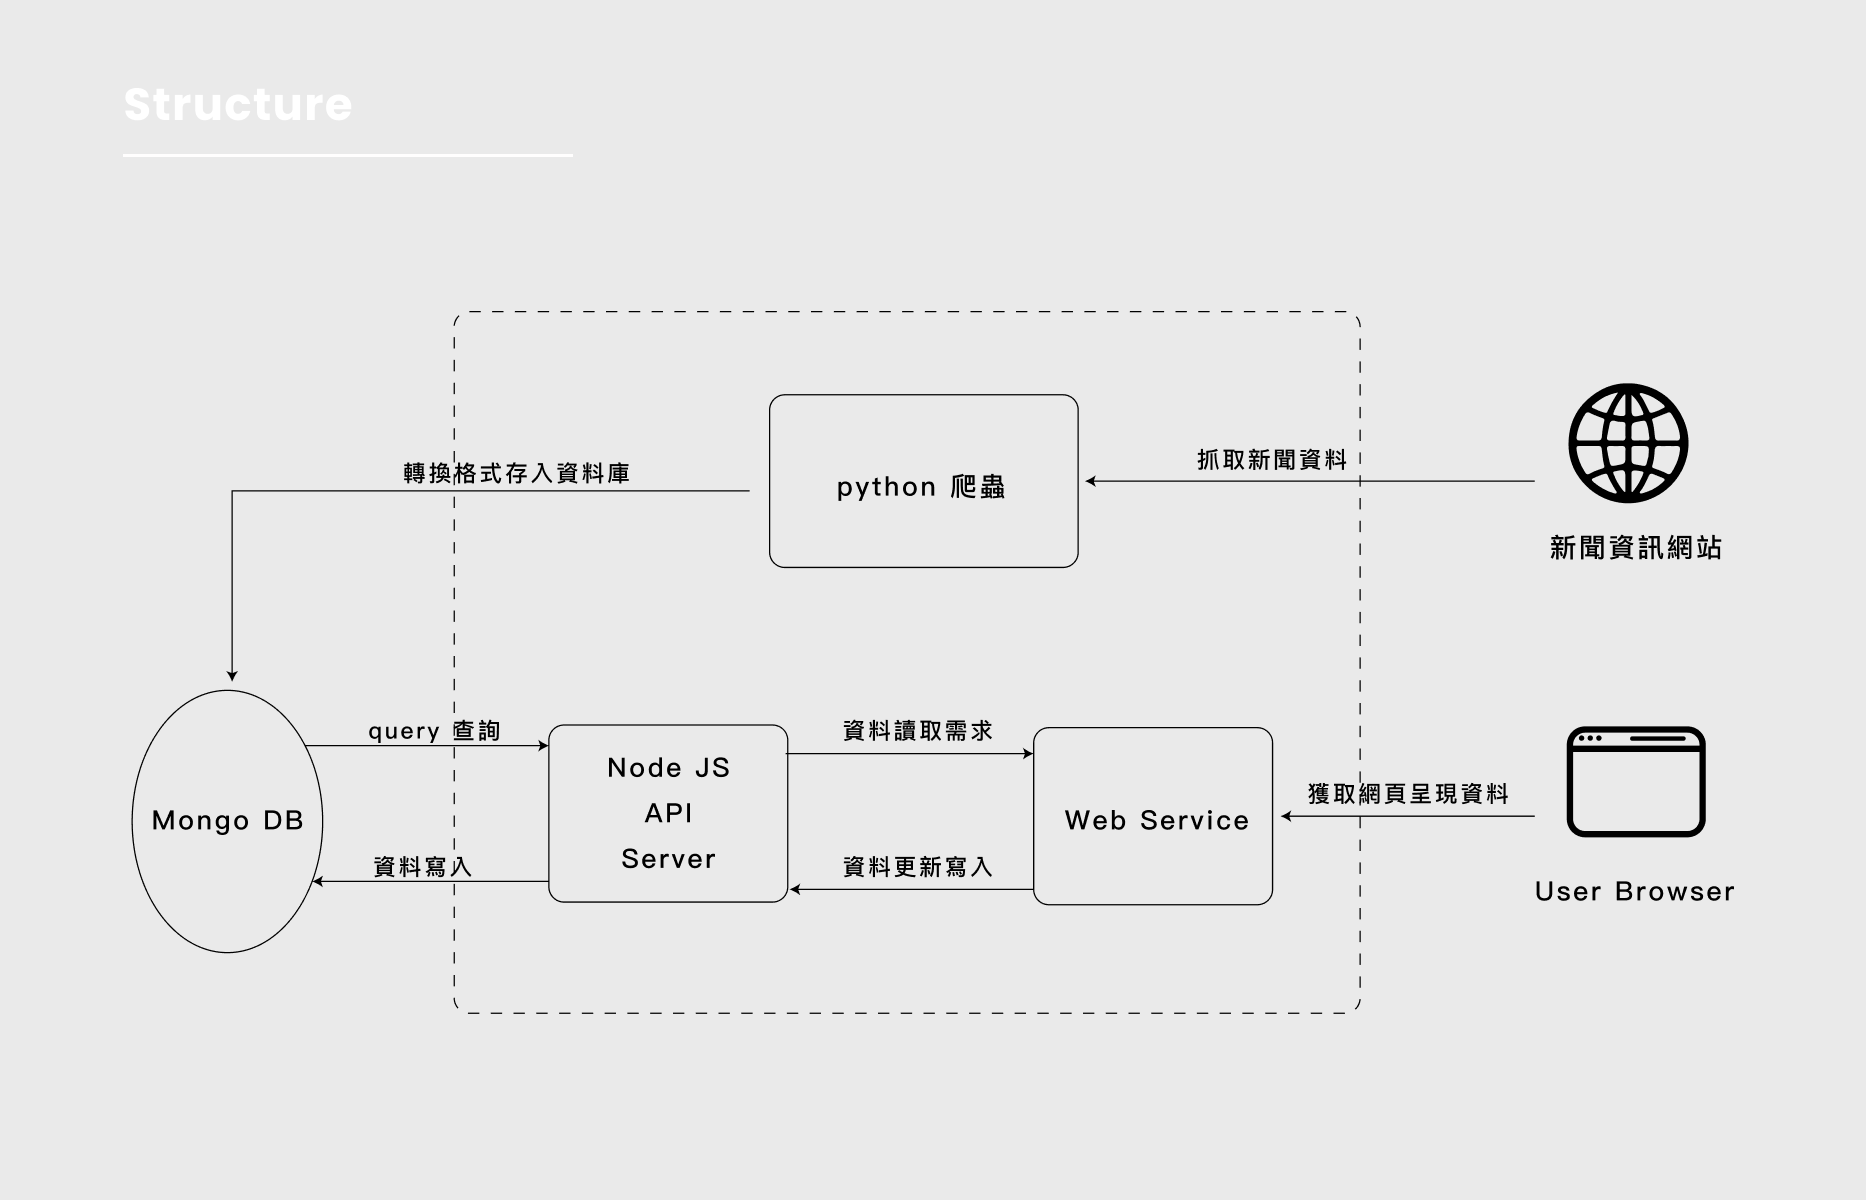 Structure
抓取新聞資料
轉換格式存入資料庫
python 爬蟲
新聞資訊網站
query 查詢
資料讀取需求
Node JS
API
Server
獲取網頁呈現資料
Mongo DB
Web Service
資料寫入
資料更新寫入
User Browser